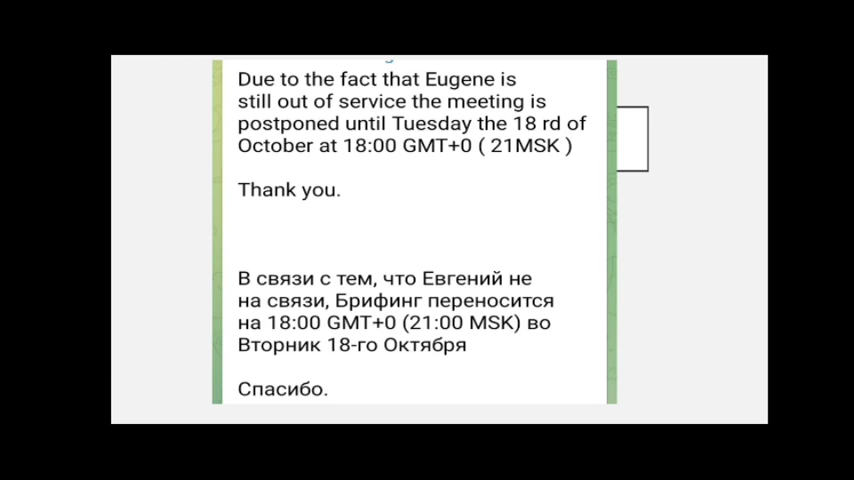 Due to the fact that Eugene is
still out of service the meeting is
postponed until Tuesday the 18 rd of
October at 18:00 GMT+0 ( 21MSK )
Thank you.
В связи с тем, что Евгений не
на связи, Брифинг переносится
на 18:00 GMT+0 (21:00 MSK) во
Вторник 18-го Октября
Спасибо.